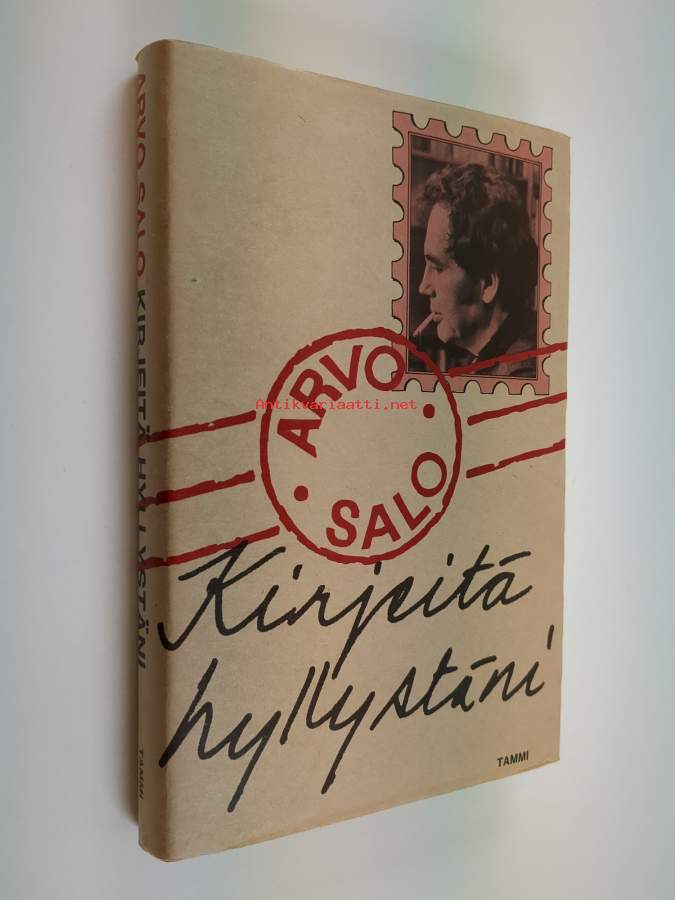 ARVO SALO KIRJEITÄ HYLLYSTÄNI TAMMI
ARVO
Antikvariaatti.net
SALO
Kirjeitä
hyllystäni
TAMMI